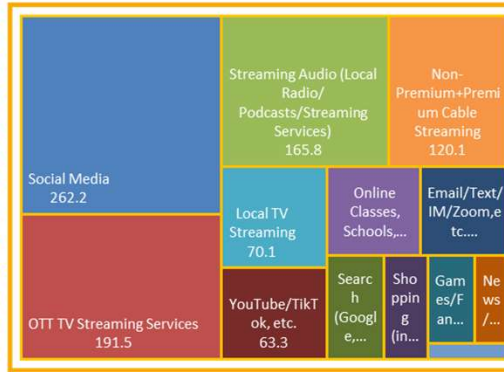 Social Media
262.2
OTT TV Streaming Services
191.5
Streaming Audio (Local
Radio/
Podcasts/Streaming
Services)
165.8
Non-
Premium+Premi
um Cable
Streaming
120.1
Local TV
Streaming
70.1
YouTube/TikT
ok, etc.
63.3
Online
Classes,
Schools,...
Email/Text/
IM/Zoom,e
tc....
Searc
h
(Googl
e,...
Sho
ppin
g
(in...
Gam
es/F
an...
Ne
ws
/...